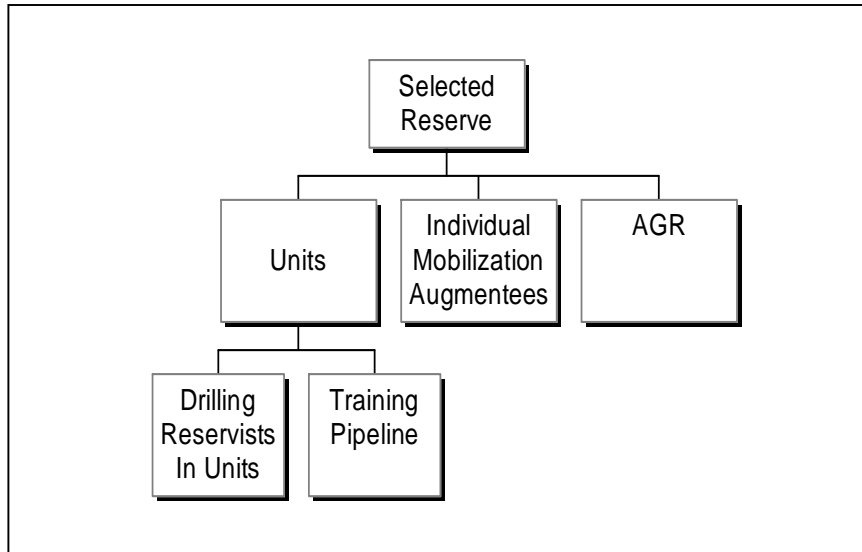 Selected
Reserve
Units
Individual
Mobilization
Augmentees
AGR
Drilling
Reservists
In Units
Training
Pipeline